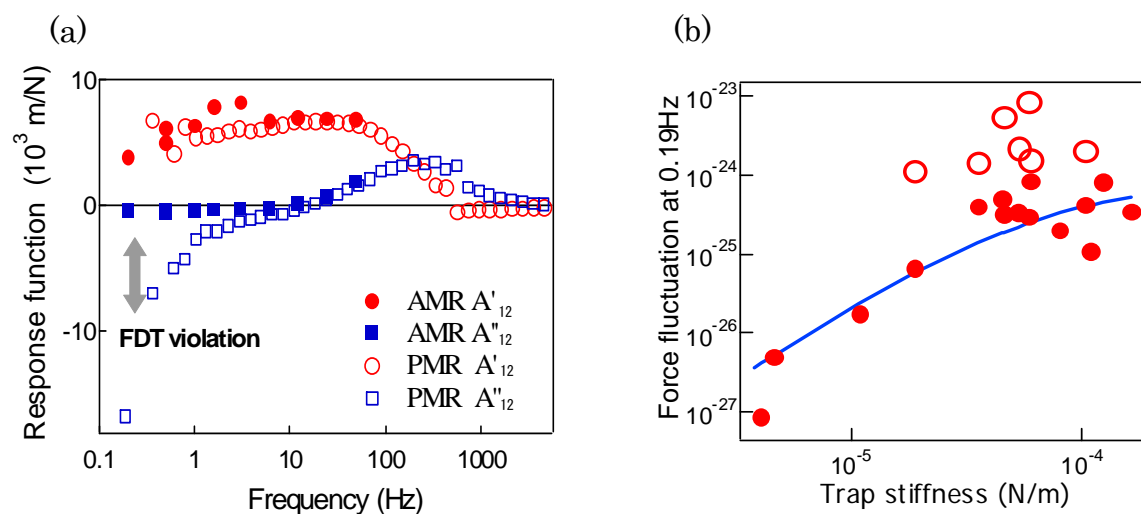 (a)
(b)
Response function (10³ m/N)
10
0
-10
FDT violation
AMR A'₁₂
AMR A"₁₂
PMR A'₁₂
PMR A"₁₂
0.1 1 10 100 1000
Frequency (Hz)
Force fluctuation at 0.19Hz
10⁻²³
10⁻²⁴
10⁻²⁵
10⁻²⁶
10⁻²⁷
10⁻⁵ 10⁻⁴
Trap stiffness (N/m)